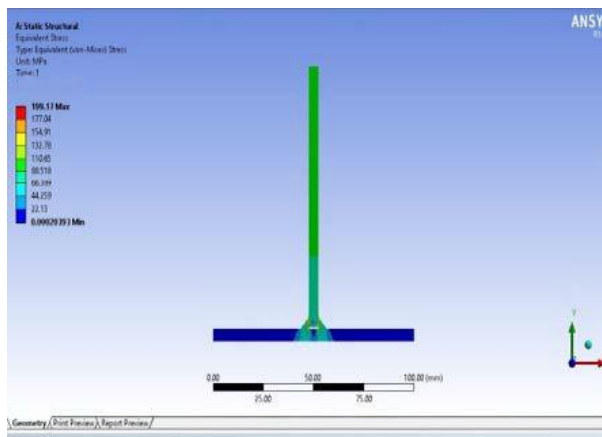 A: Static Structural
Equivalent Stress
Type: Equivalent (von-Mises) Stress
Unit: MPa
Time: 1
ANSY
199.17 Max
177.04
154.91
132.78
110.65
88.518
66.389
44.259
22.13
0.00020393 Min
Y
0.00
50.00
100.00 (mm)
25.00
75.00
Geometry / Print Preview \ Report Preview /